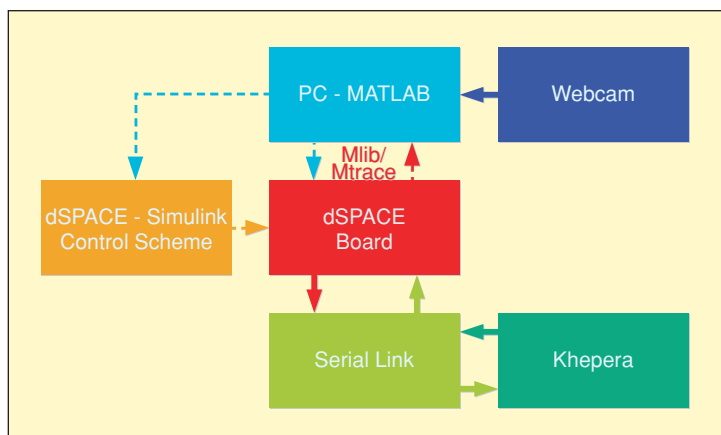 PC - MATLAB
Webcam
Mlib/
Mtrace
dSPACE - Simulink
Control Scheme
dSPACE
Board
Serial Link
Khepera